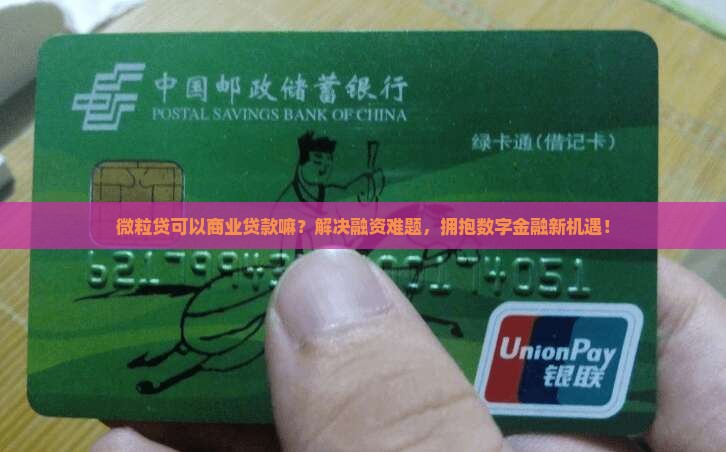 中国邮政储蓄银行
POSTAL SAVINGS BANK OF CHINA
绿卡通(借记卡)
微粒贷可以商业贷款嘛？解决融资难题，拥抱数字金融新机遇！
UnionPay
银联